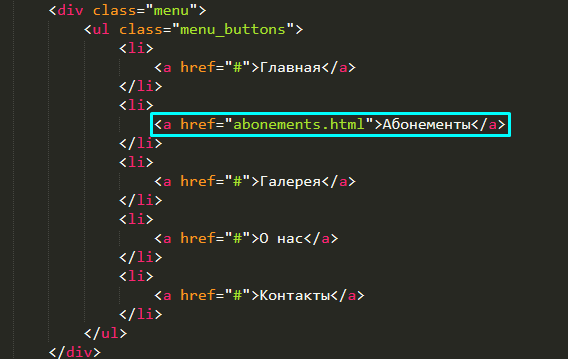 <div class="menu">
<ul class="menu_buttons">
<li>
<a href="#">Главная</a>
</li>
<li>
<a href="abonements.html">Абонементы</a>
</li>
<li>
<a href="#">Галерея</a>
</li>
<li>
<a href="#">О нас</a>
</li>
<li>
<a href="#">Контакты</a>
</li>
</ul>
</div>